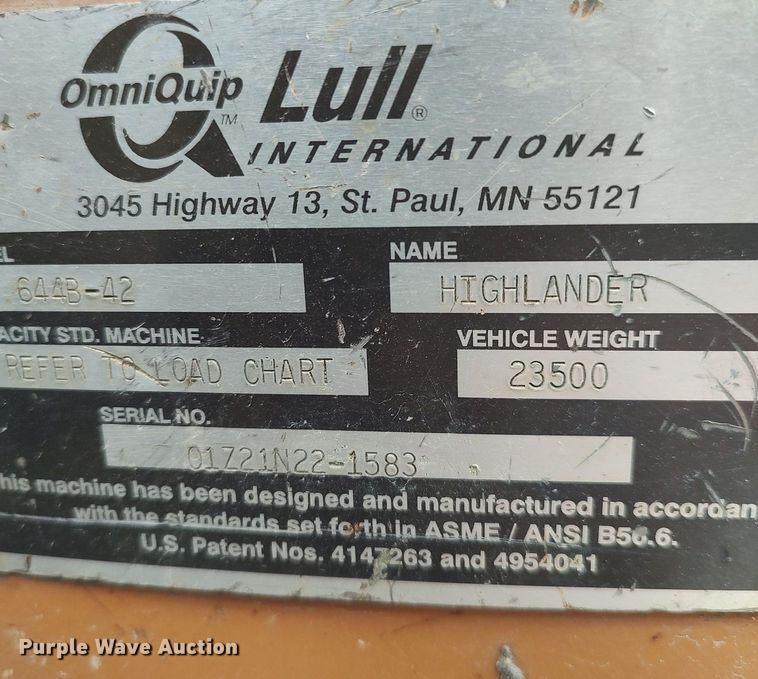 OmniQuip™ Lull®
INTERNATIONAL
3045 Highway 13, St. Paul, MN 55121
EL NAME
644B-42 HIGHLANDER
ACITY STD. MACHINE VEHICLE WEIGHT
REFER TO LOAD CHART 23500
SERIAL NO.
01Z21N22-1583
his machine has been designed and manufactured in accordan
with the standards set forth in ASME / ANSI B56.6.
U.S. Patent Nos. 4147263 and 4954041
Purple Wave Auction